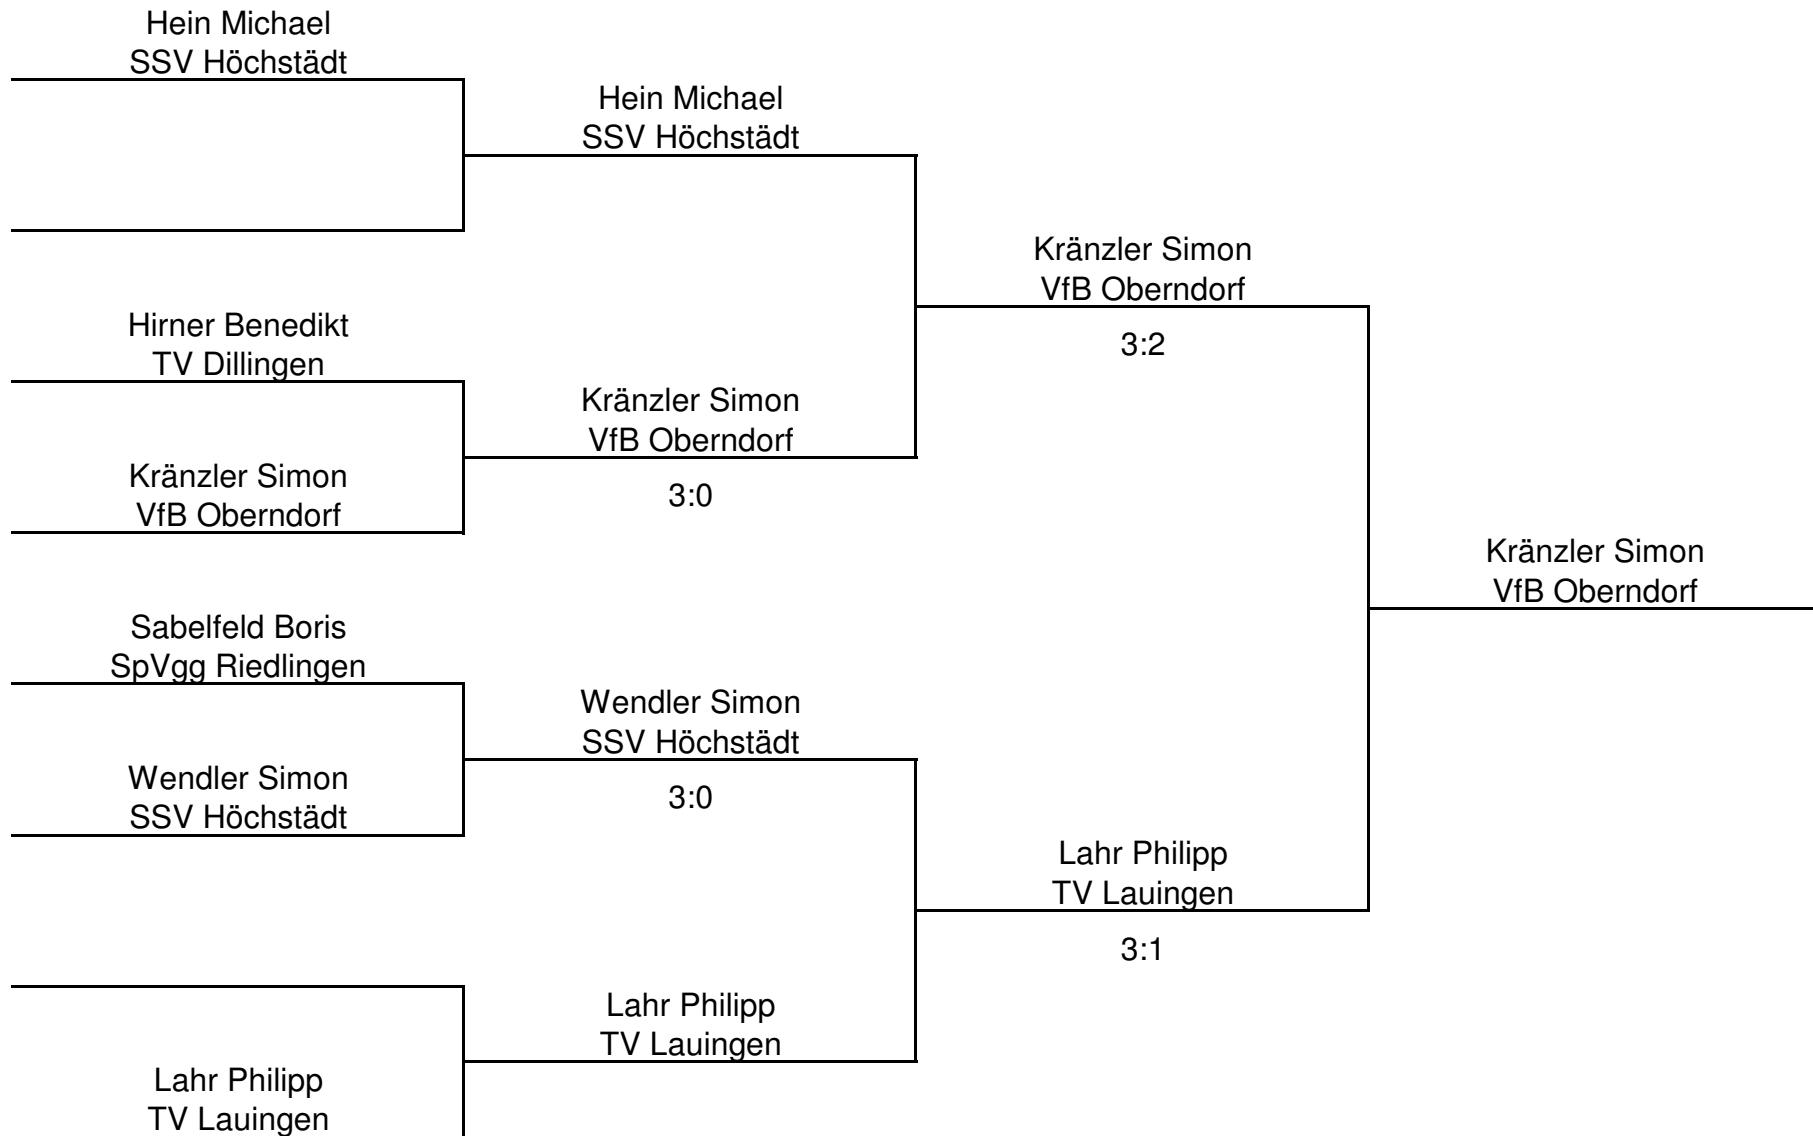 Hein Michael
SSV Höchstädt
Hein Michael
SSV Höchstädt
Kränzler Simon
VfB Oberndorf
3:2
Hirner Benedikt
TV Dillingen
Kränzler Simon
VfB Oberndorf
3:0
Kränzler Simon
VfB Oberndorf
Kränzler Simon
VfB Oberndorf
Sabelfeld Boris
SpVgg Riedlingen
Wendler Simon
SSV Höchstädt
3:0
Wendler Simon
SSV Höchstädt
Lahr Philipp
TV Lauingen
3:1
Lahr Philipp
TV Lauingen
Lahr Philipp
TV Lauingen